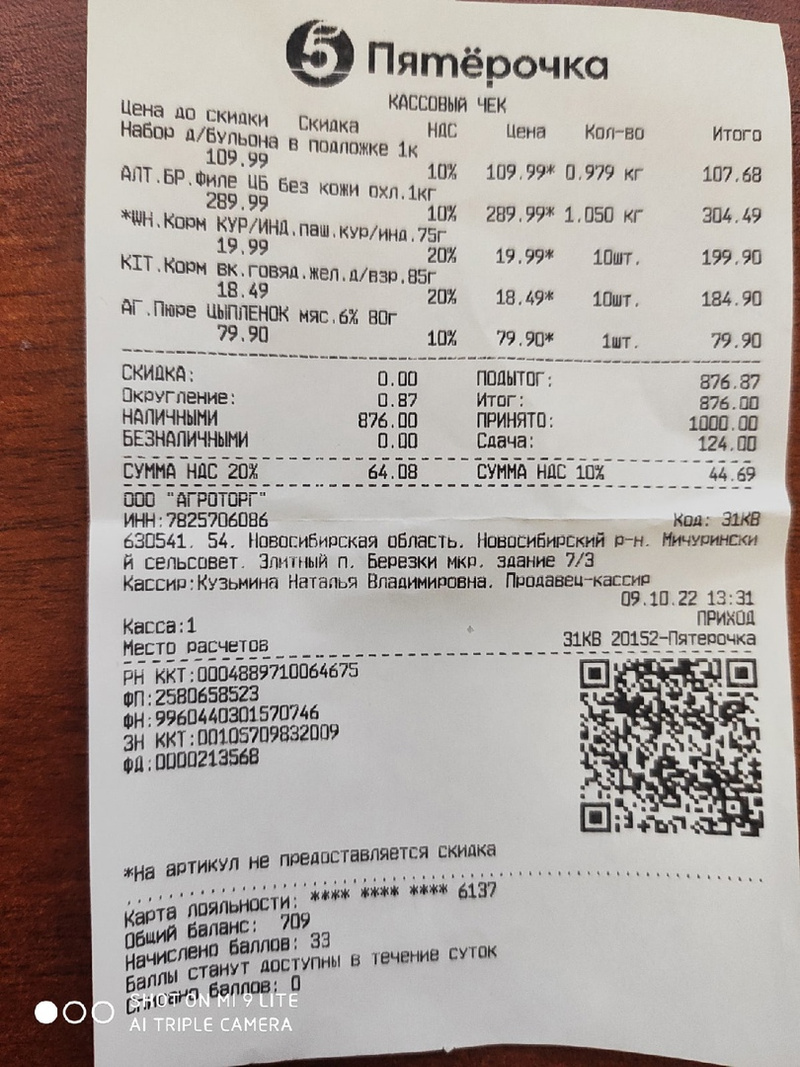 5 Пятёрочка
КАССОВЫЙ ЧЕК
Цена до скидки Скидка НДС Цена Кол-во Итого
Набор д/бульона в подложке 1к
109.99 10% 109.99* 0.979 кг 107.68
АЛТ.БР.Филе ЦБ без кожи охл.1кг
289.99 10% 289.99* 1.050 кг 304.49
*WH.Корм КУР/ИНД.паш.кур/инд.75г
19.99 20% 19.99* 10шт. 199.90
KIT.Корм вк.говяд.жел.д/взр.85г
18.49 20% 18.49* 10шт. 184.90
АГ.Пюре ЦЫПЛЕНОК мяс.6% 80г
79.90 10% 79.90* 1шт. 79.90
СКИДКА: 0.00 ПОДЫТОГ: 876.87
Округление: 0.87 Итог: 876.00
НАЛИЧНЫМИ 876.00 ПРИНЯТО: 1000.00
БЕЗНАЛИЧНЫМИ 0.00 Сдача: 124.00
СУММА НДС 20% 64.08 СУММА НДС 10% 44.69
ООО "АГРОТОРГ"
ИНН:7825706086 Код: 31KB
630541, 54, Новосибирская область, Новосибирский р-н, Мичурински
й сельсовет, Элитный п, Березки мкр, здание 7/3
Кассир:Кузьмина Наталья Владимировна, Продавец-кассир
09.10.22 13:31
Касса:1 ПРИХОД
Место расчетов 31KB 20152-Пятерочка
РН ККТ:0004889710064675
ФП:2580658523
ФН:9960440301570746
ЗН ККТ:00105709832009
ФД:0000213568
*На артикул не предоставляется скидка
Карта лояльности: **** **** **** 6137
Общий баланс: 709
Начислено баллов: 33
Баллы станут доступны в течение суток
Списано баллов: 0
SHOT ON MI 9 LITE
AI TRIPLE CAMERA